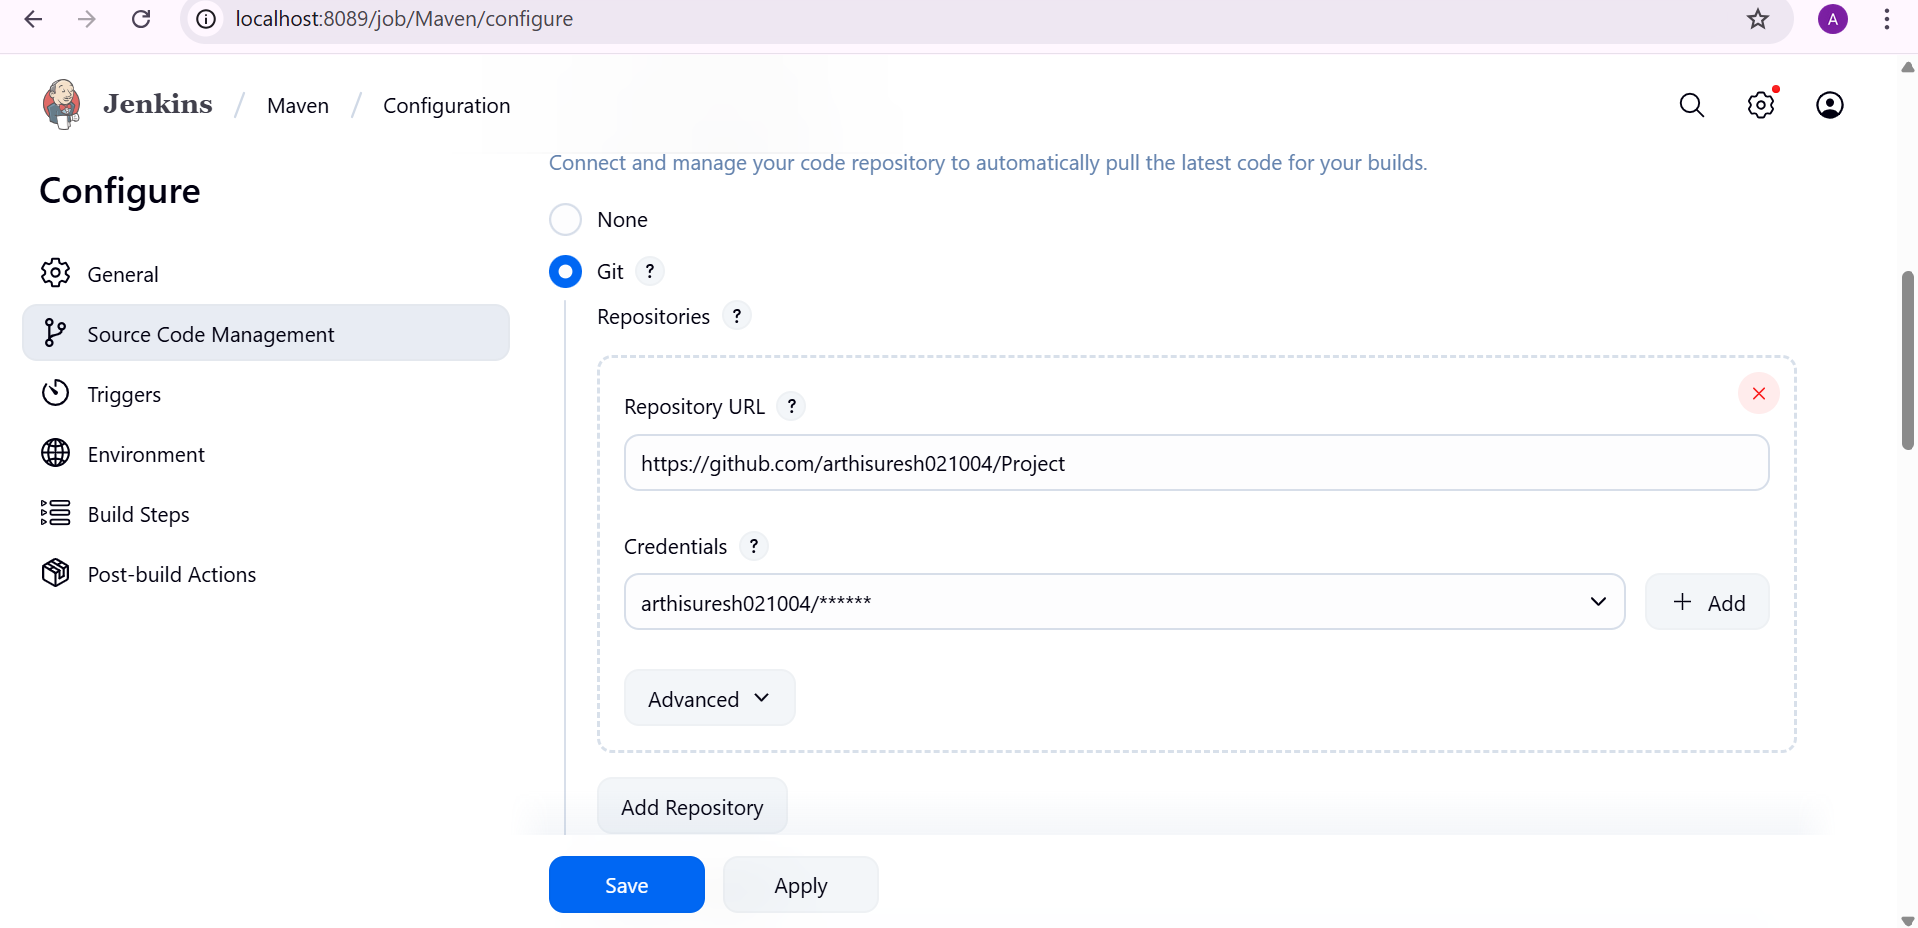 localhost:8089/job/Maven/configure
A
Jenkins / Maven / Configuration
Configure
General
Source Code Management
Triggers
Environment
Build Steps
Post-build Actions
Connect and manage your code repository to automatically pull the latest code for your builds.
None
Git ?
Repositories ?
Repository URL ?
https://github.com/arthisuresh021004/Project
Credentials ?
arthisuresh021004/******
+ Add
Advanced
Add Repository
Save
Apply